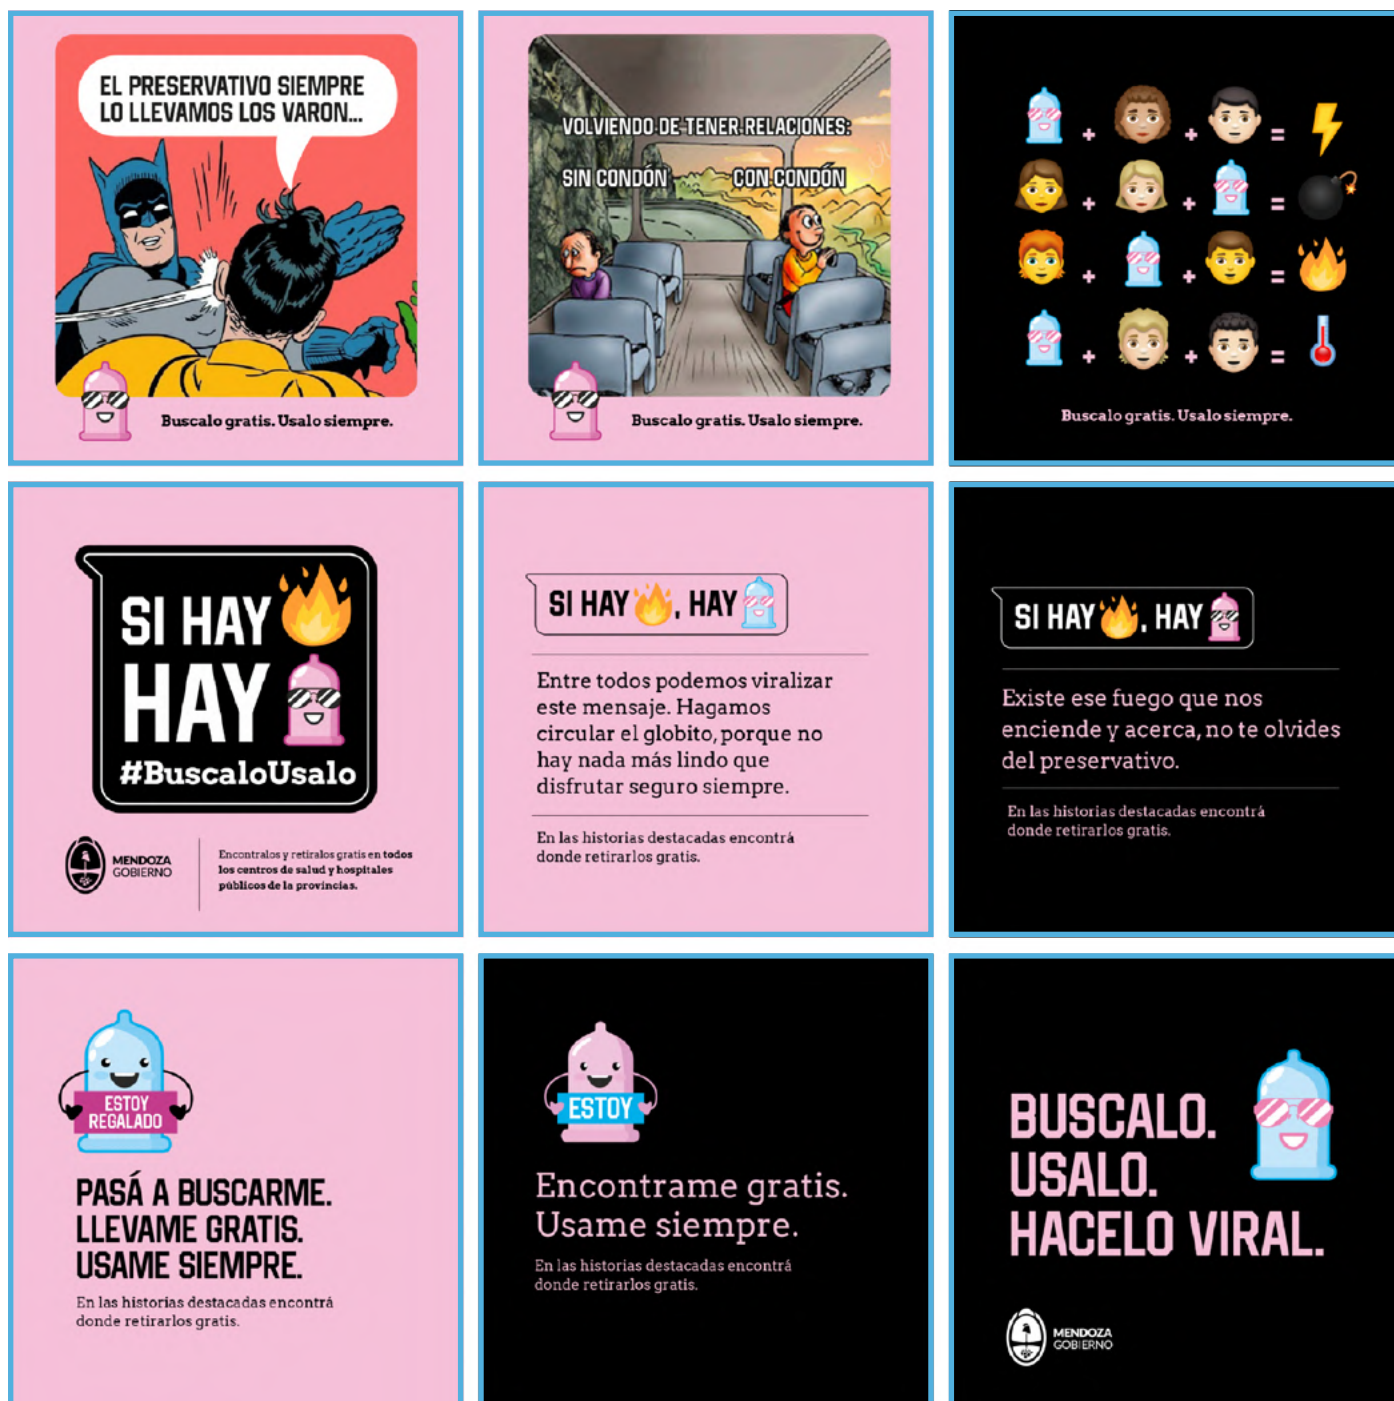 EL PRESERVATIVO SIEMPRE
LO LLEVAMOS LOS VARON...
Buscalo gratis. Usalo siempre.
VOLVIENDO DE TENER RELACIONES:
SIN CONDÓN
CON CONDÓN
Buscalo gratis. Usalo siempre.
+ + =
+ + =
+ + =
+ + =
Buscalo gratis. Usalo siempre.
SI HAY
HAY
#BuscaloUsalo
MENDOZA
GOBIERNO
Encontralos y retiralos gratis en todos
los centros de salud y hospitales
públicos de la provincias.
SI HAY , HAY
Entre todos podemos viralizar
este mensaje. Hagamos
circular el globito, porque no
hay nada más lindo que
disfrutar seguro siempre.
En las historias destacadas encontrá
donde retirarlos gratis.
SI HAY , HAY
Existe ese fuego que nos
enciende y acerca, no te olvides
del preservativo.
En las historias destacadas encontrá
donde retirarlos gratis.
ESTOY
REGALADO
PASÁ A BUSCARME.
LLEVAME GRATIS.
USAME SIEMPRE.
En las historias destacadas encontrá
donde retirarlos gratis.
ESTOY
Encontrame gratis.
Usame siempre.
En las historias destacadas encontrá
donde retirarlos gratis.
BUSCALO.
USALO.
HACELO VIRAL.
MENDOZA
GOBIERNO